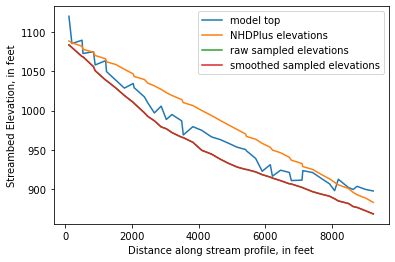 model top
NHDPlus elevations
raw sampled elevations
smoothed sampled elevations
Streambed Elevation, in feet
1100
1050
1000
950
900
0
2000
4000
6000
8000
Distance along stream profile, in feet